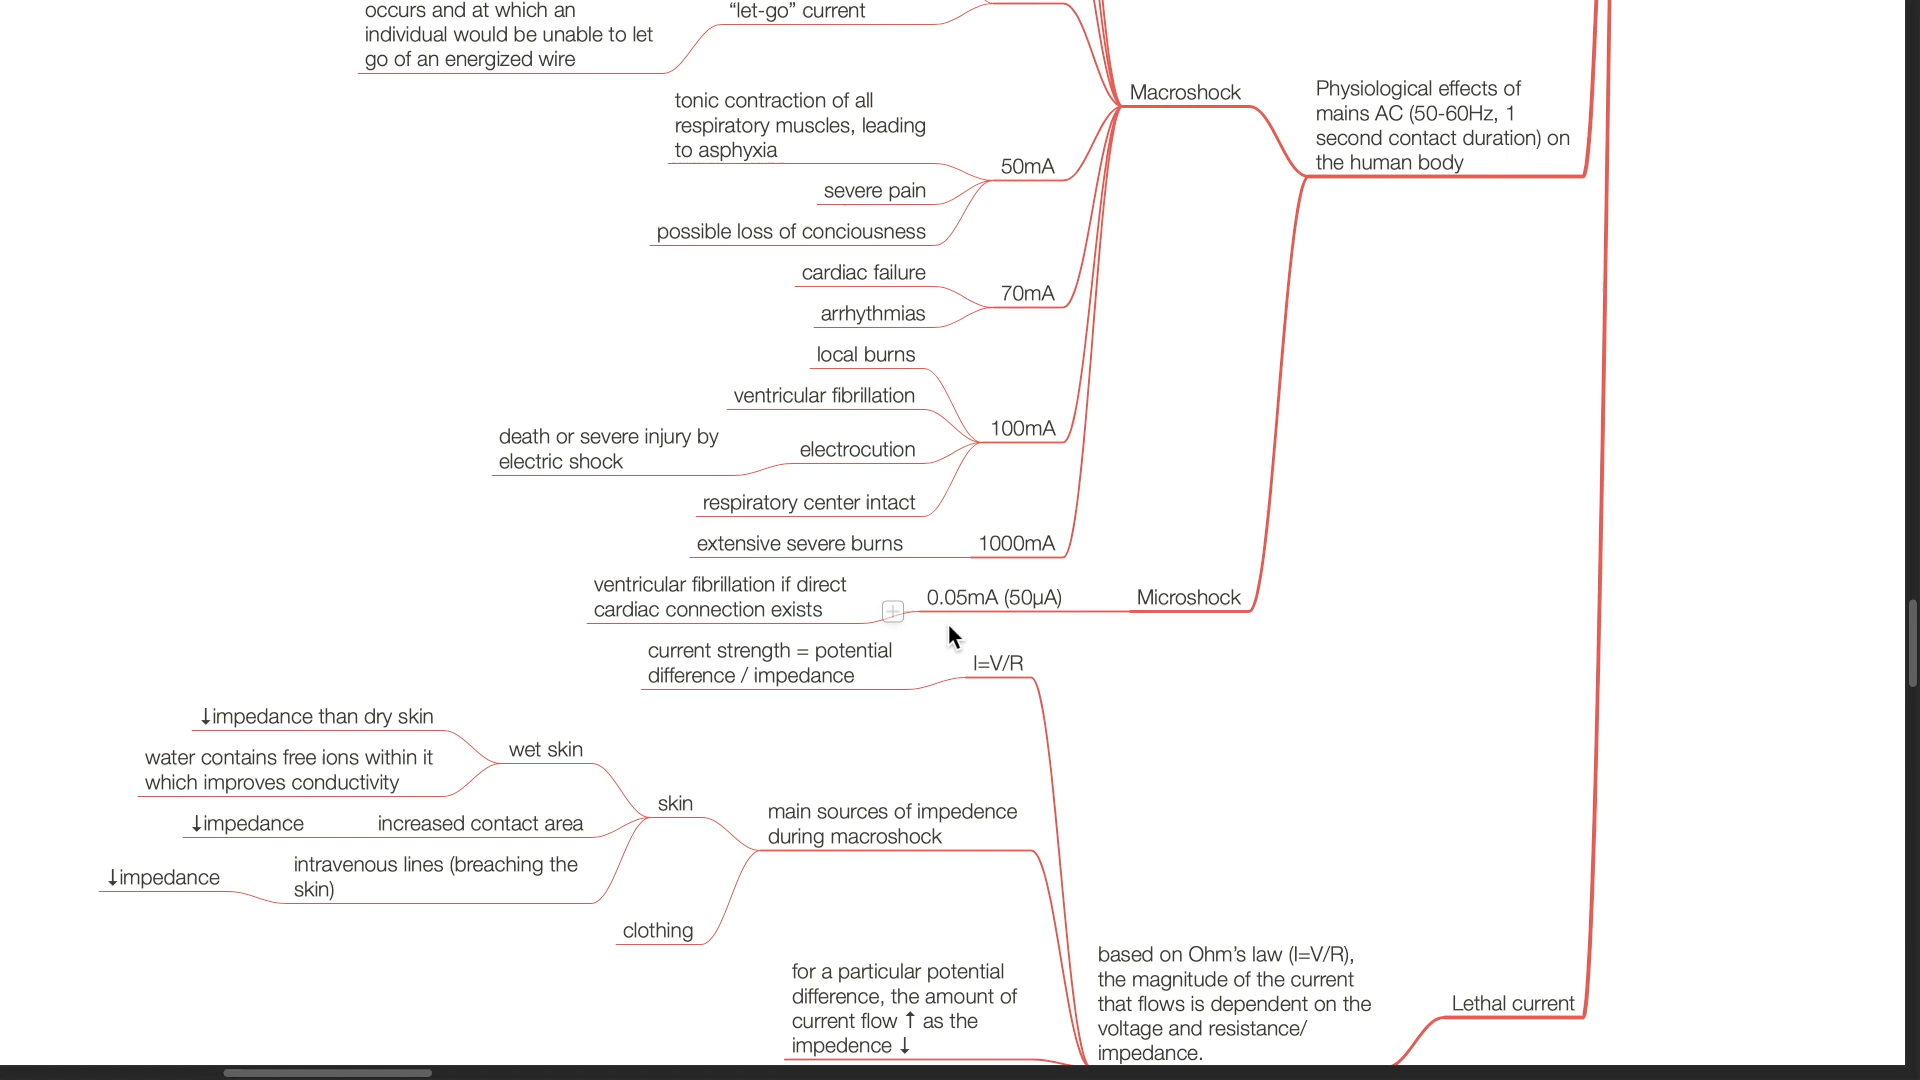 occurs and at which an
individual would be unable to let
go of an energized wire
“let-go” current
Macroshock
Physiological effects of
mains AC (50-60Hz, 1
second contact duration) on
the human body
tonic contraction of all
respiratory muscles, leading
to asphyxia
50mA
severe pain
possible loss of conciousness
cardiac failure
70mA
arrhythmias
local burns
ventricular fibrillation
100mA
death or severe injury by
electric shock
electrocution
respiratory center intact
extensive severe burns
1000mA
ventricular fibrillation if direct
cardiac connection exists
0.05mA (50μA)
Microshock
current strength = potential
difference / impedance
I=V/R
↓impedance than dry skin
water contains free ions within it
which improves conductivity
wet skin
skin
main sources of impedence
during macroshock
↓impedance
increased contact area
↓impedance
intravenous lines (breaching the
skin)
clothing
for a particular potential
difference, the amount of
current flow ↑ as the
impedence ↓
based on Ohm’s law (I=V/R),
the magnitude of the current
that flows is dependent on the
voltage and resistance/
impedance.
Lethal current